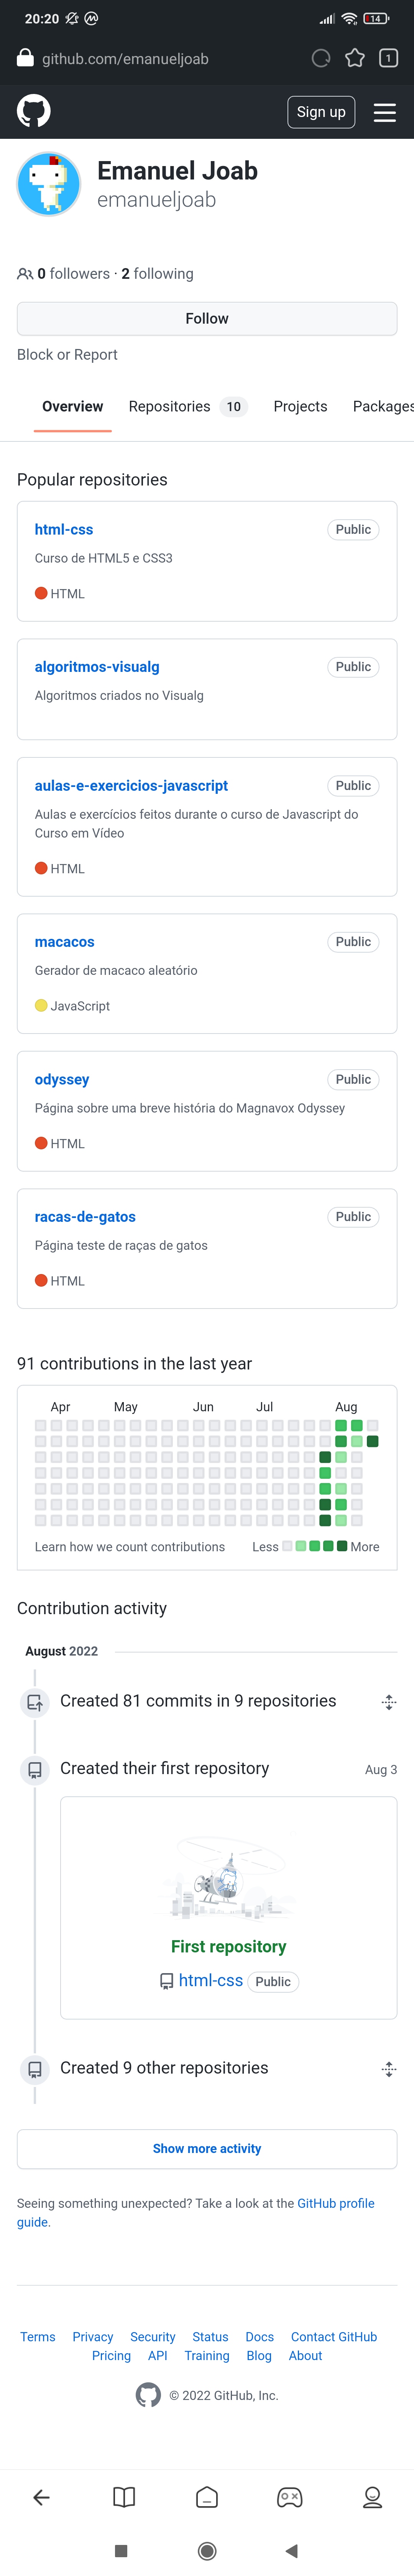 20:20
14
github.com/emanueljoab
1
Sign up
Emanuel Joab
emanueljoab
0 followers · 2 following
Follow
Block or Report
Overview Repositories 10 Projects Packages
Popular repositories
html-css Public
Curso de HTML5 e CSS3
HTML
algoritmos-visualg Public
Algoritmos criados no Visualg
aulas-e-exercicios-javascript Public
Aulas e exercícios feitos durante o curso de Javascript do
Curso em Vídeo
HTML
macacos Public
Gerador de macaco aleatório
JavaScript
odyssey Public
Página sobre uma breve história do Magnavox Odyssey
HTML
racas-de-gatos Public
Página teste de raças de gatos
HTML
91 contributions in the last year
Apr May Jun Jul Aug
Learn how we count contributions Less More
Contribution activity
August 2022
Created 81 commits in 9 repositories
Created their first repository Aug 3
First repository
html-css Public
Created 9 other repositories
Show more activity
Seeing something unexpected? Take a look at the GitHub profile
guide.
Terms Privacy Security Status Docs Contact GitHub
Pricing API Training Blog About
© 2022 GitHub, Inc.